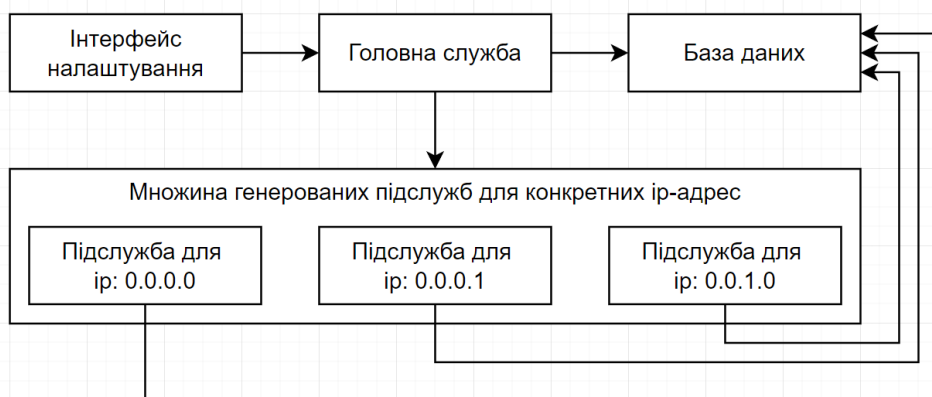 Інтерфейс
налаштування
Головна служба
База даних
Множина генерованих підслужб для конкретних ip-адрес
Підслужба для
ip: 0.0.0.0
Підслужба для
ip: 0.0.0.1
Підслужба для
ip: 0.0.1.0